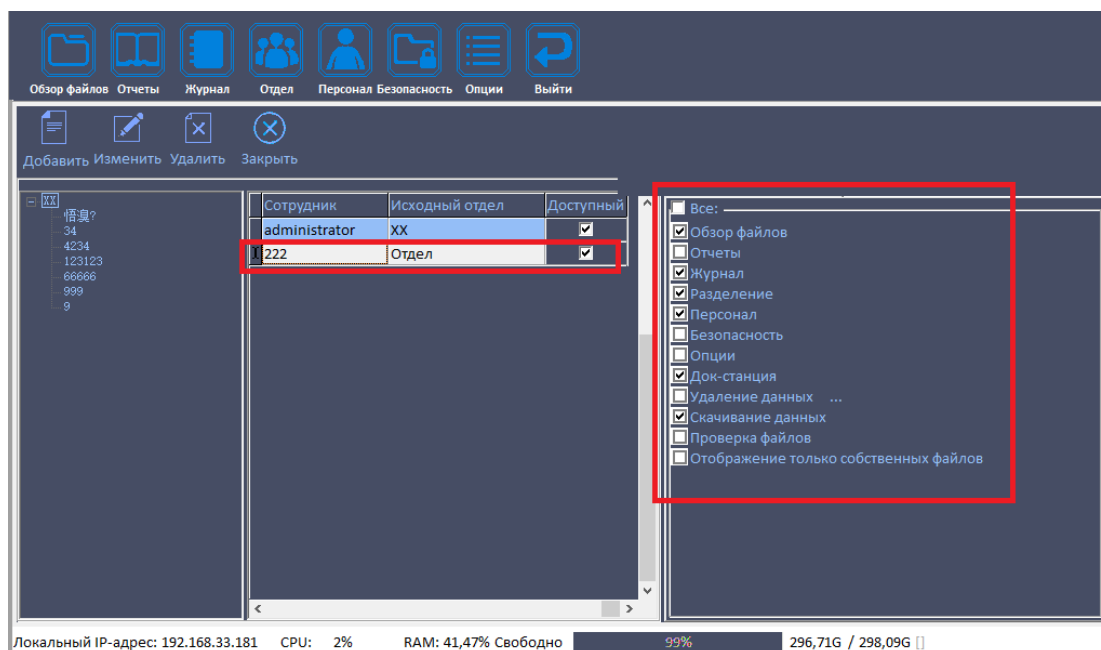 Обзор файлов Отчеты Журнал Отдел Персонал Безопасность Опции Выйти
Добавить Изменить Удалить Закрыть
XX
悟澷?
34
4234
123123
66666
999
9
Сотрудник Исходный отдел Доступный
administrator XX
222 Отдел
Все:
Обзор файлов
Отчеты
Журнал
Разделение
Персонал
Безопасность
Опции
Док-станция
Удаление данных ...
Скачивание данных
Проверка файлов
Отображение только собственных файлов
Локальный IP-адрес: 192.168.33.181 CPU: 2% RAM: 41,47% Свободно 99% 296,71G / 298,09G []